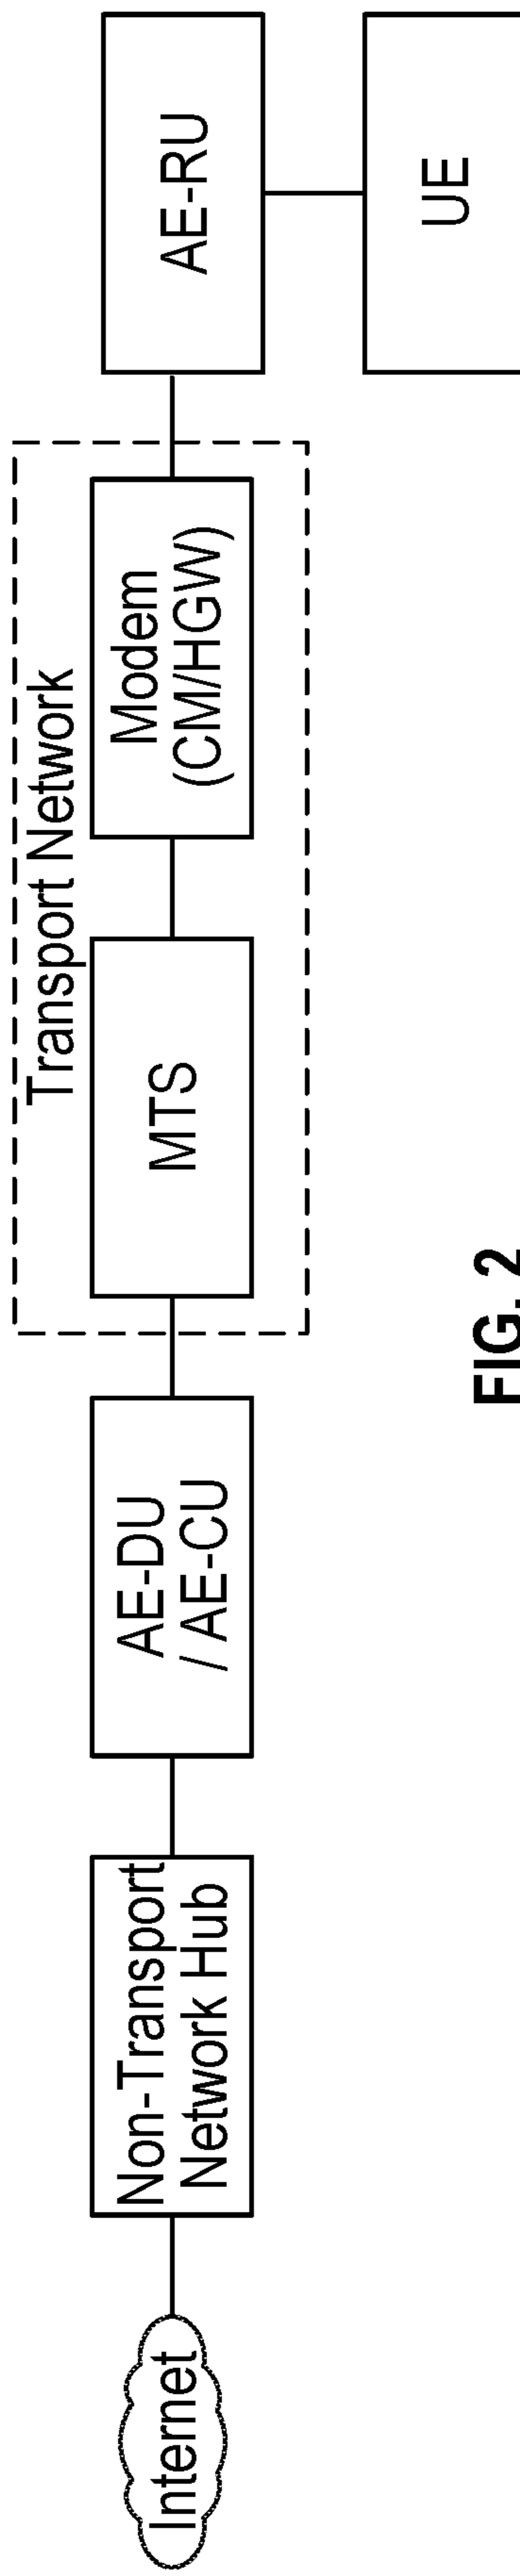 Transport Network
Internet
Non-Transport
Network Hub
AE-DU
/ AE-CU
MTS
Modem
(CM/HGW)
AE-RU
UE
FIG. 2